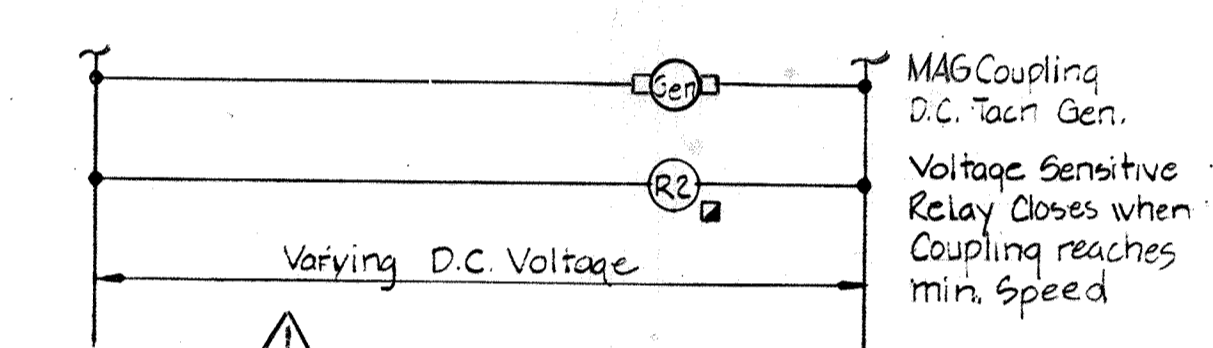 Gen
MAG Coupling
D.C. Tach Gen.
R2
Voltage Sensitive
Relay Closes when
Coupling reaches
min. Speed
Varying D.C. Voltage
1